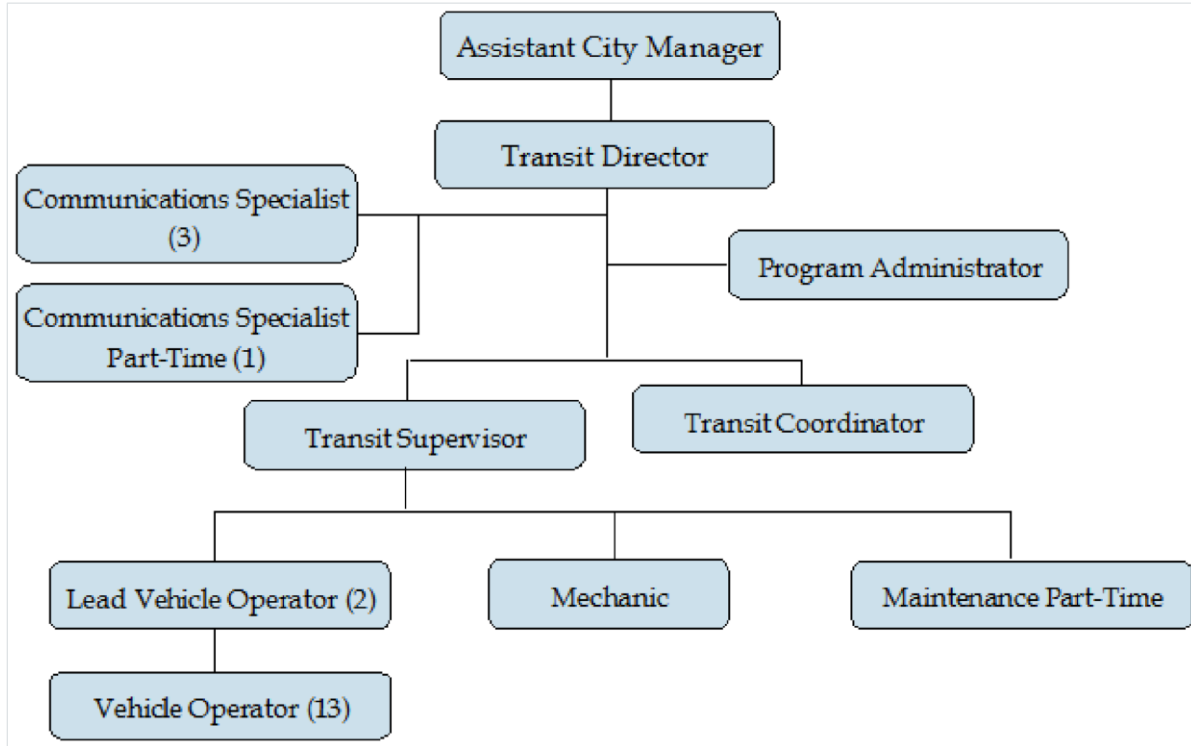 Assistant City Manager
Transit Director
Communications Specialist
(3)
Program Administrator
Communications Specialist
Part-Time (1)
Transit Supervisor
Transit Coordinator
Lead Vehicle Operator (2)
Mechanic
Maintenance Part-Time
Vehicle Operator (13)